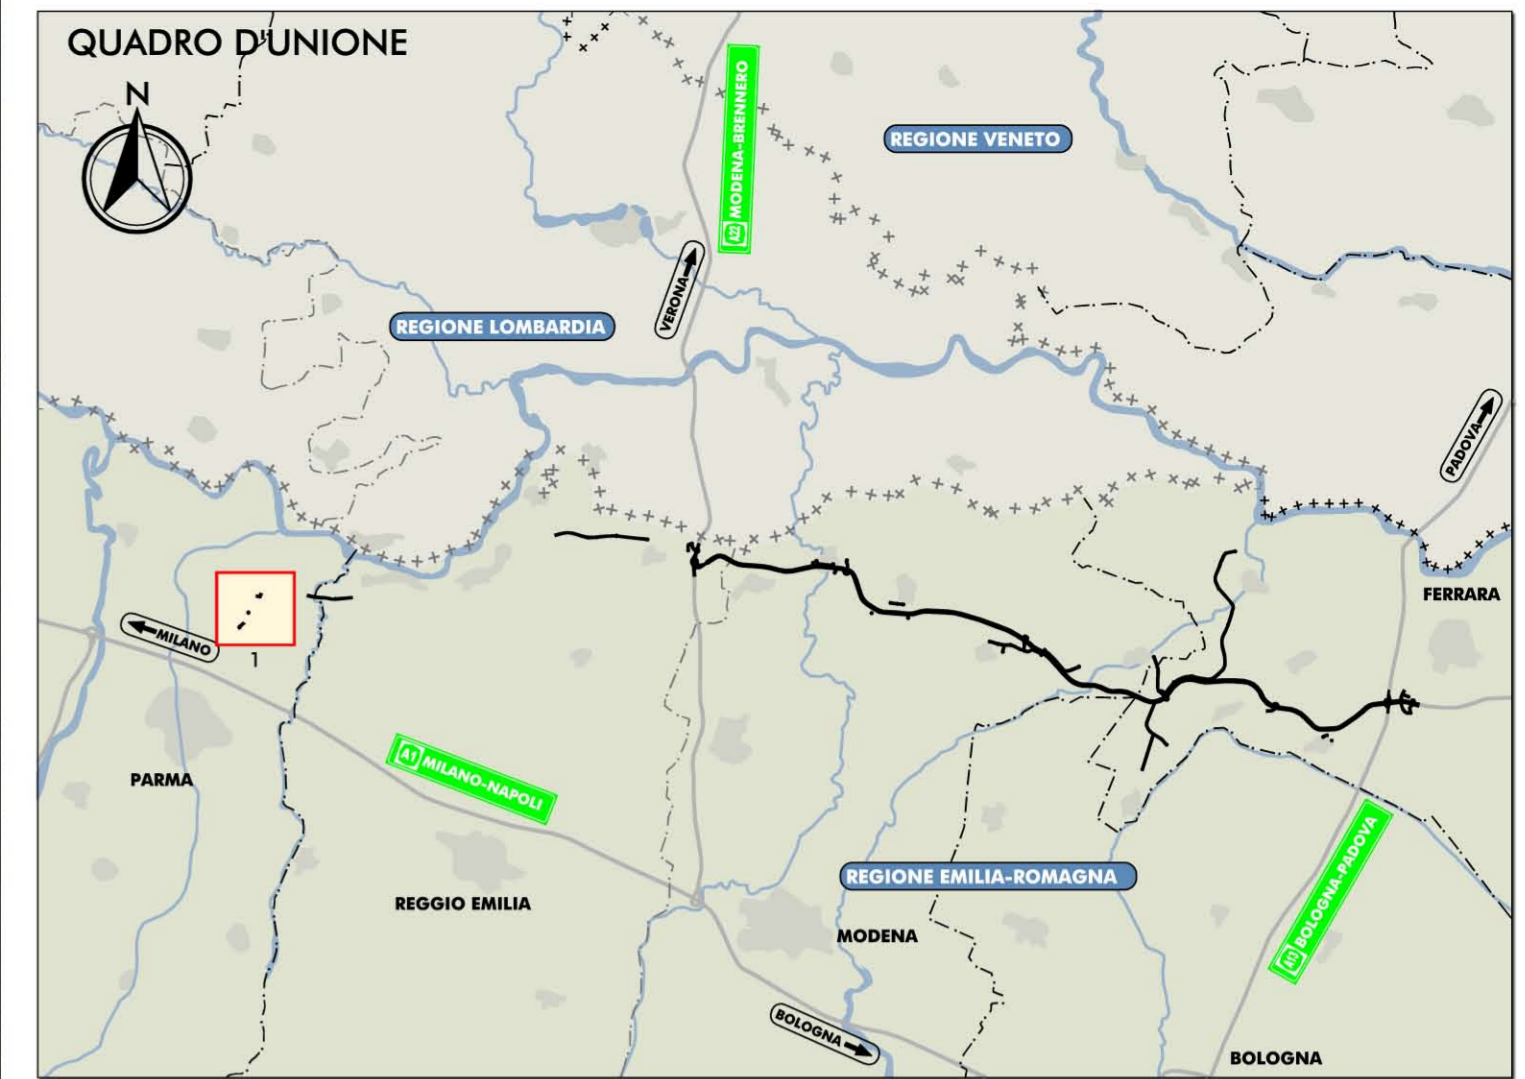 QUADRO D'UNIONE
N
A22 MODENA-BRENNERO
REGIONE VENETO
VERONA
REGIONE LOMBARDIA
PADOVA
FERRARA
MILANO
1
PARMA
A1 MILANO-NAPOLI
REGGIO EMILIA
REGIONE EMILIA-ROMAGNA
A13 BOLOGNA-PADOVA
MODENA
BOLOGNA
BOLOGNA